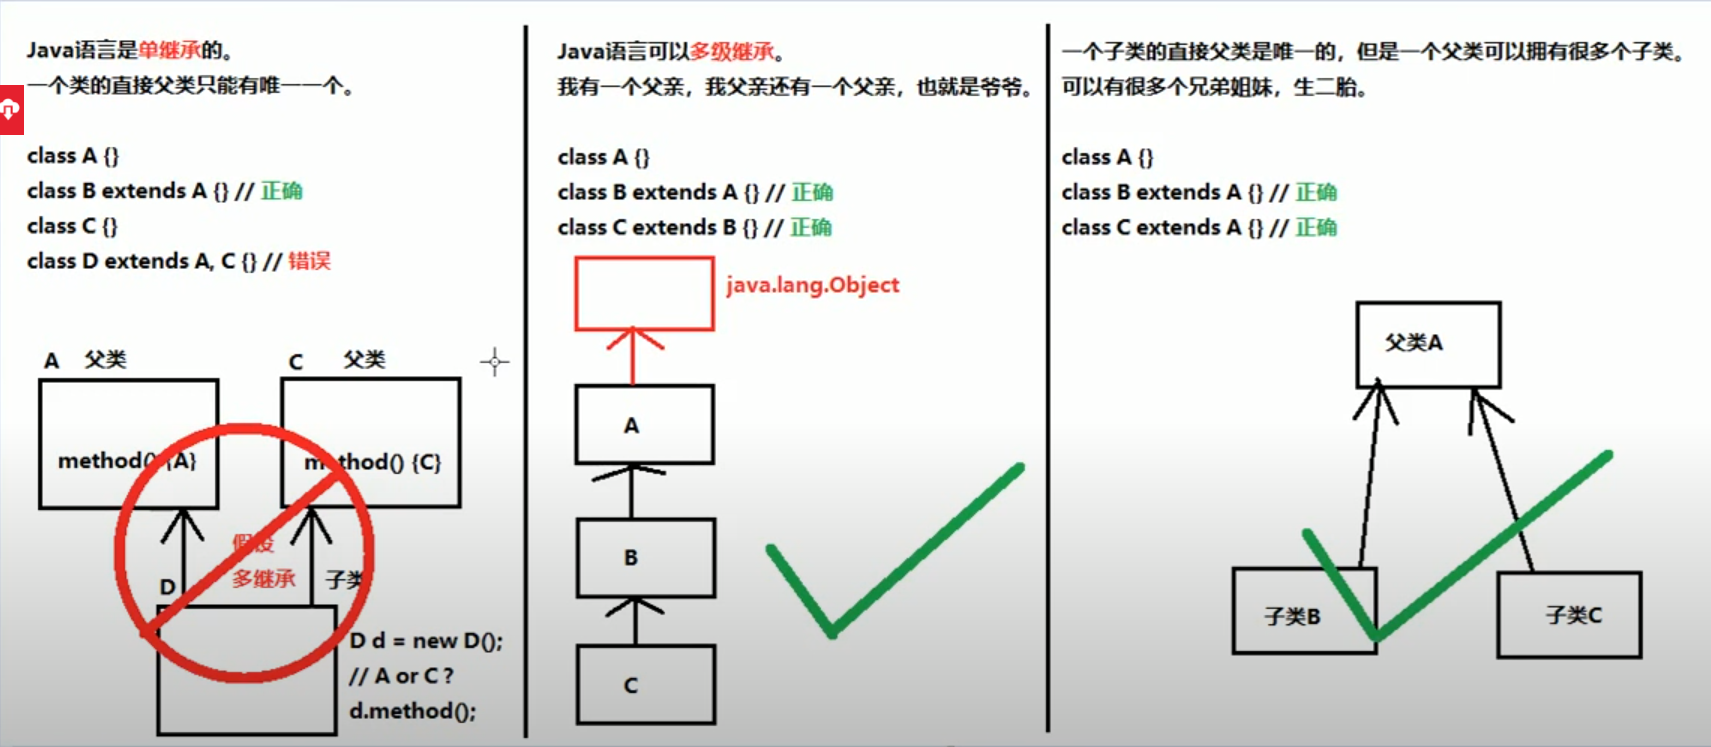 Java语言是单继承的。
一个类的直接父类只能有唯一一个。
class A {}
class B extends A {} // 正确
class C {}
class D extends A, C {} // 错误
A 父类
C 父类
method() {A}
method() {C}
假设
多继承
D
子类
D d = new D();
// A or C ?
d.method();
Java语言可以多级继承。
我有一个父亲，我父亲还有一个父亲，也就是爷爷。
class A {}
class B extends A {} // 正确
class C extends B {} // 正确
java.lang.Object
A
B
C
一个子类的直接父类是唯一的，但是一个父类可以拥有很多个子类。
可以有很多个兄弟姐妹，生二胎。
class A {}
class B extends A {} // 正确
class C extends A {} // 正确
父类A
子类B
子类C